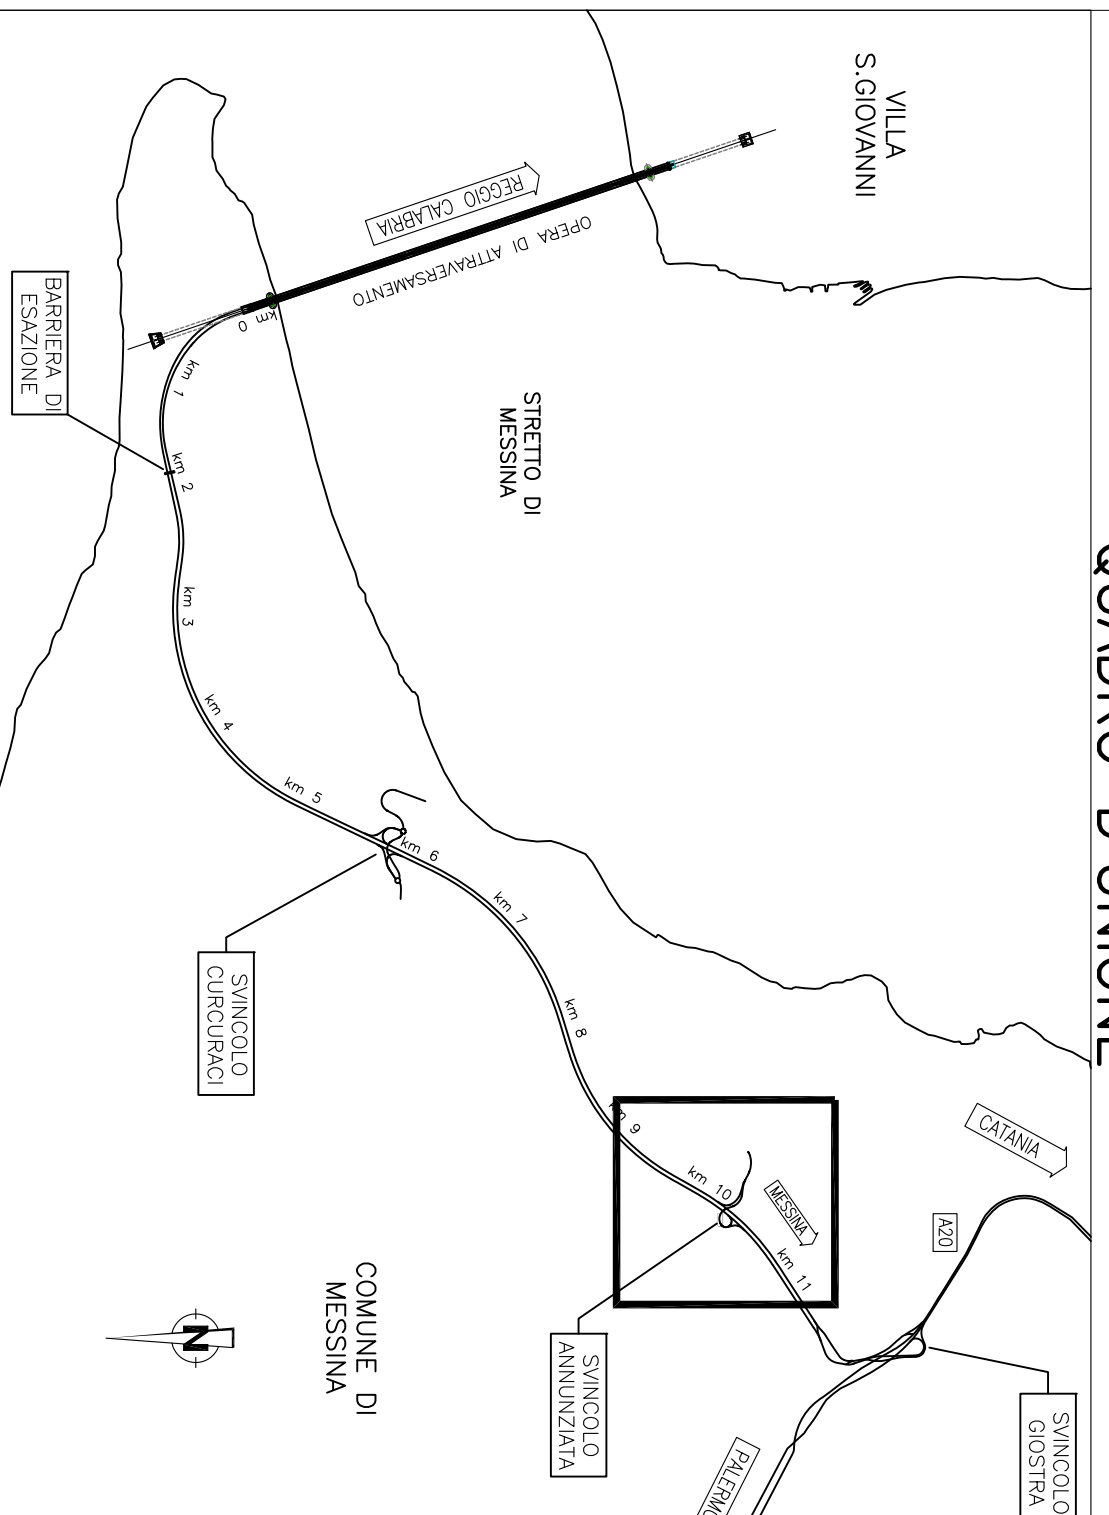 QUADRO D'UNIONE
VILLA
S.GIOVANNI
REGGIO CALABRIA
OPERA DI ATTRAVERSAMENTO
STRETTO DI
MESSINA
BARRIERA DI
ESAZIONE
km 0
km 1
km 2
km 3
km 4
km 5
km 6
km 7
km 8
km 9
km 10
km 11
SVINCOLO
CURCURACI
CATANIA
A20
MESSINA
SVINCOLO
ANNUNZIATA
SVINCOLO
GIOSTRA
PALERMO
COMUNE DI
MESSINA
N